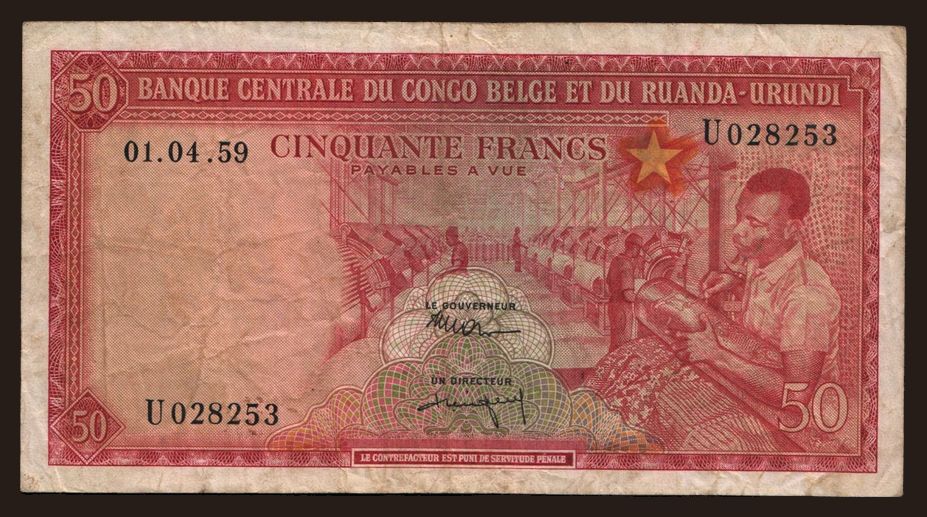 50 BANQUE CENTRALE DU CONGO BELGE ET DU RUANDA-URUNDI
01.04.59 CINQUANTE FRANCS U028253
PAYABLES A VUE
LE GOUVERNEUR
UN DIRECTEUR
50 U028253 50
LE CONTREFACTEUR EST PUNI DE SERVITUDE PÉNALE